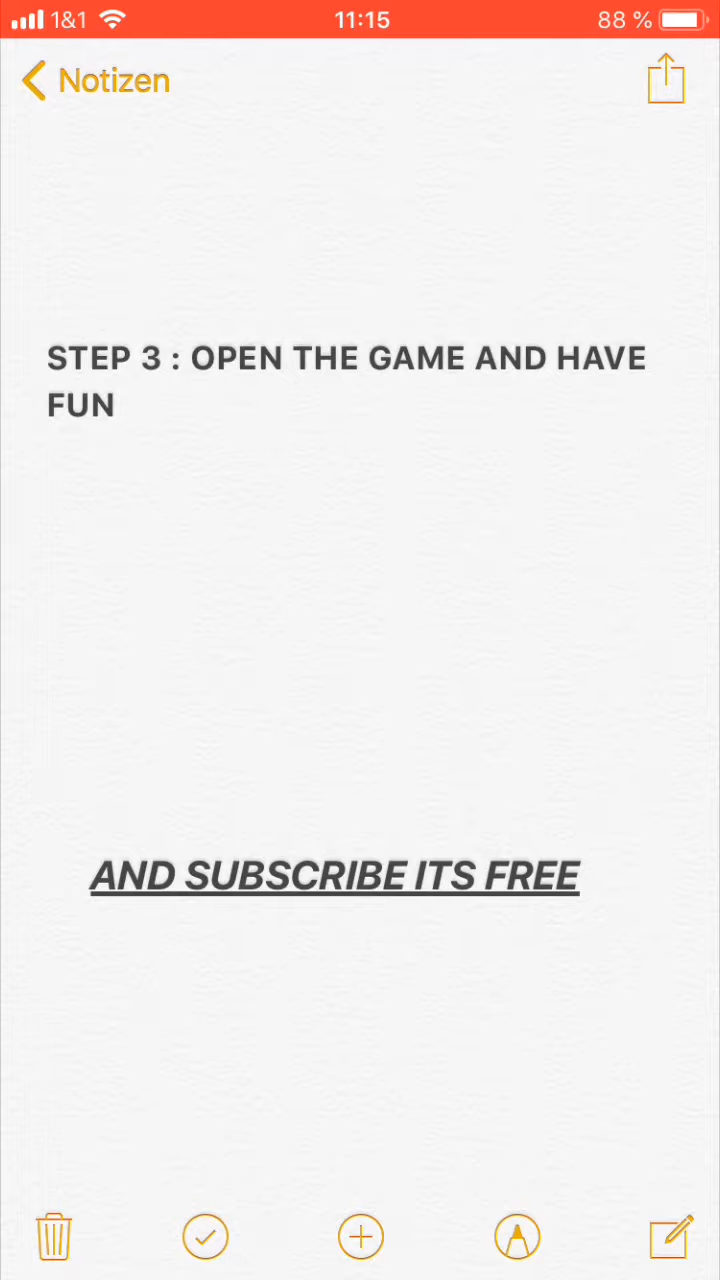 1&1 11:15 88 %
Notizen
STEP 3 : OPEN THE GAME AND HAVE
FUN
AND SUBSCRIBE ITS FREE